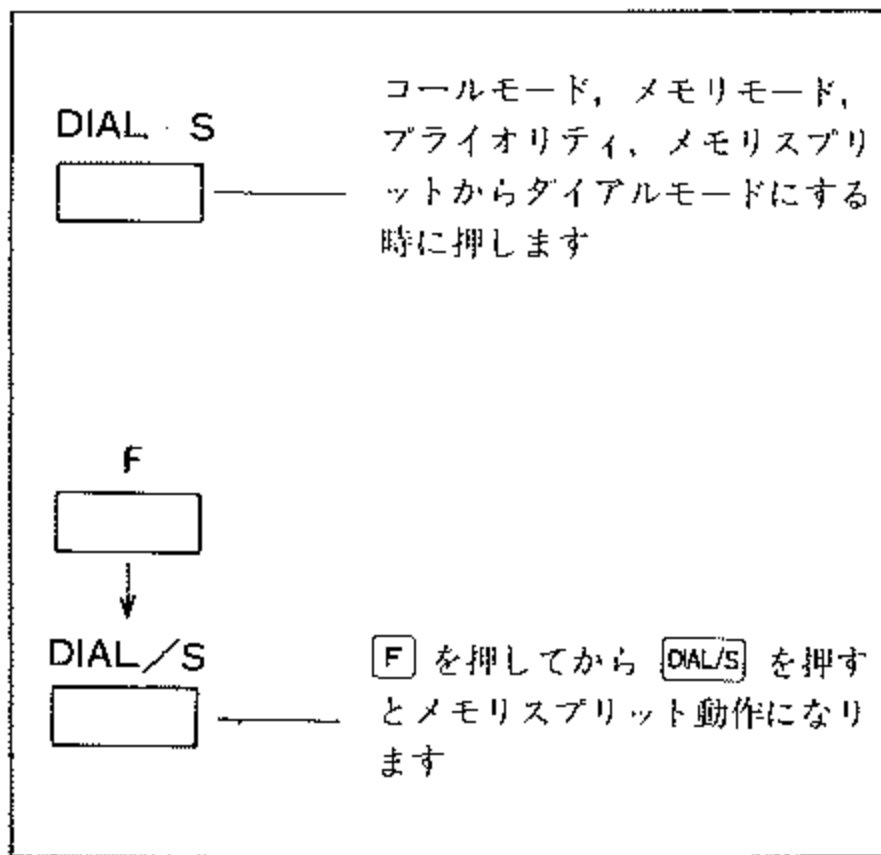 DIAL S
コールモード，メモリモード，
プライオリティ，メモリスプリ
ットからダイアルモードにする
時に押します
F
DIAL/S
F を押してから DIAL/S を押す
とメモリスプリット動作になり
ます